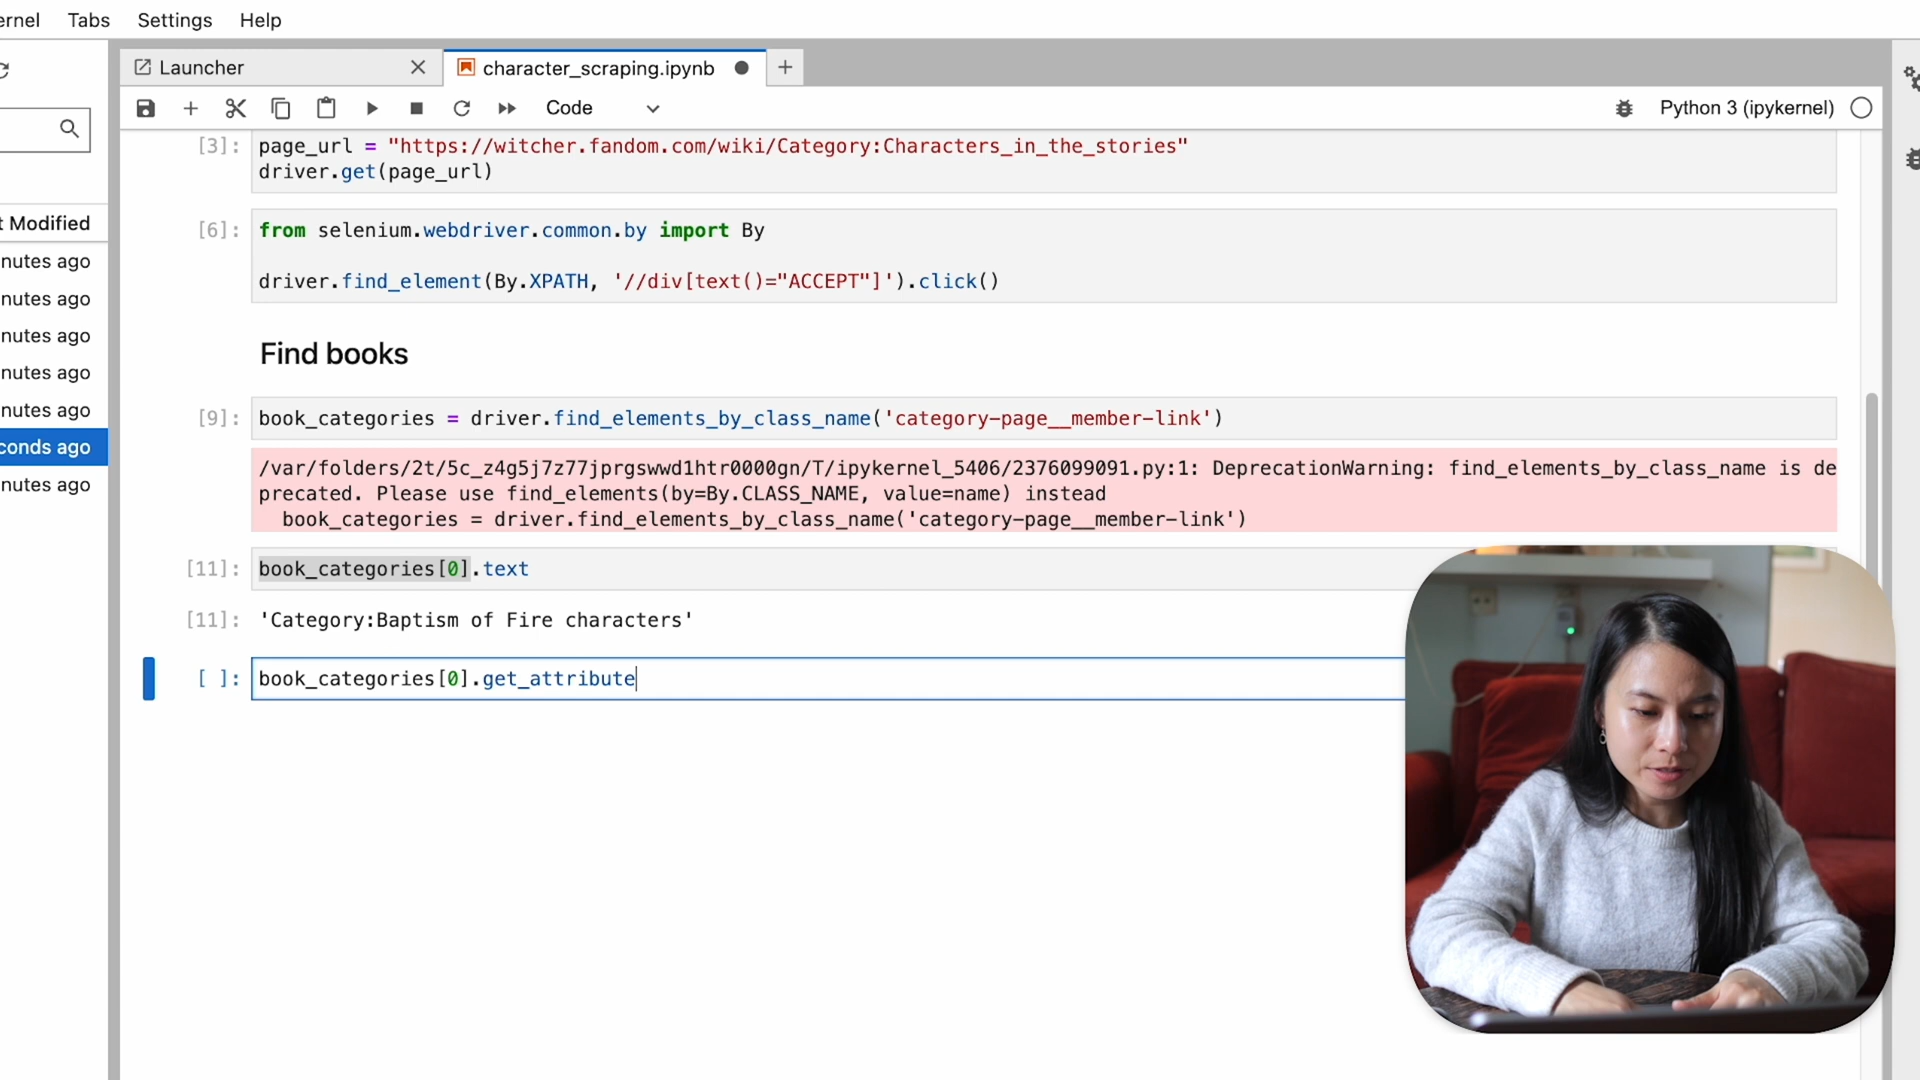 ernel Tabs Settings Help
Launcher character_scraping.ipynb
Code Python 3 (ipykernel)
t Modified
nutes ago
nutes ago
nutes ago
nutes ago
nutes ago
conds ago
nutes ago
[3]: page_url = "https://witcher.fandom.com/wiki/Category:Characters_in_the_stories"
driver.get(page_url)
[6]: from selenium.webdriver.common.by import By
driver.find_element(By.XPATH, '//div[text()="ACCEPT"]').click()
Find books
[9]: book_categories = driver.find_elements_by_class_name('category-page__member-link')
/var/folders/2t/5c_z4g5j7z77jprgswwd1htr0000gn/T/ipykernel_5406/2376099091.py:1: DeprecationWarning: find_elements_by_class_name is de
precated. Please use find_elements(by=By.CLASS_NAME, value=name) instead
book_categories = driver.find_elements_by_class_name('category-page__member-link')
[11]: book_categories[0].text
[11]: 'Category:Baptism of Fire characters'
[ ]: book_categories[0].get_attribute